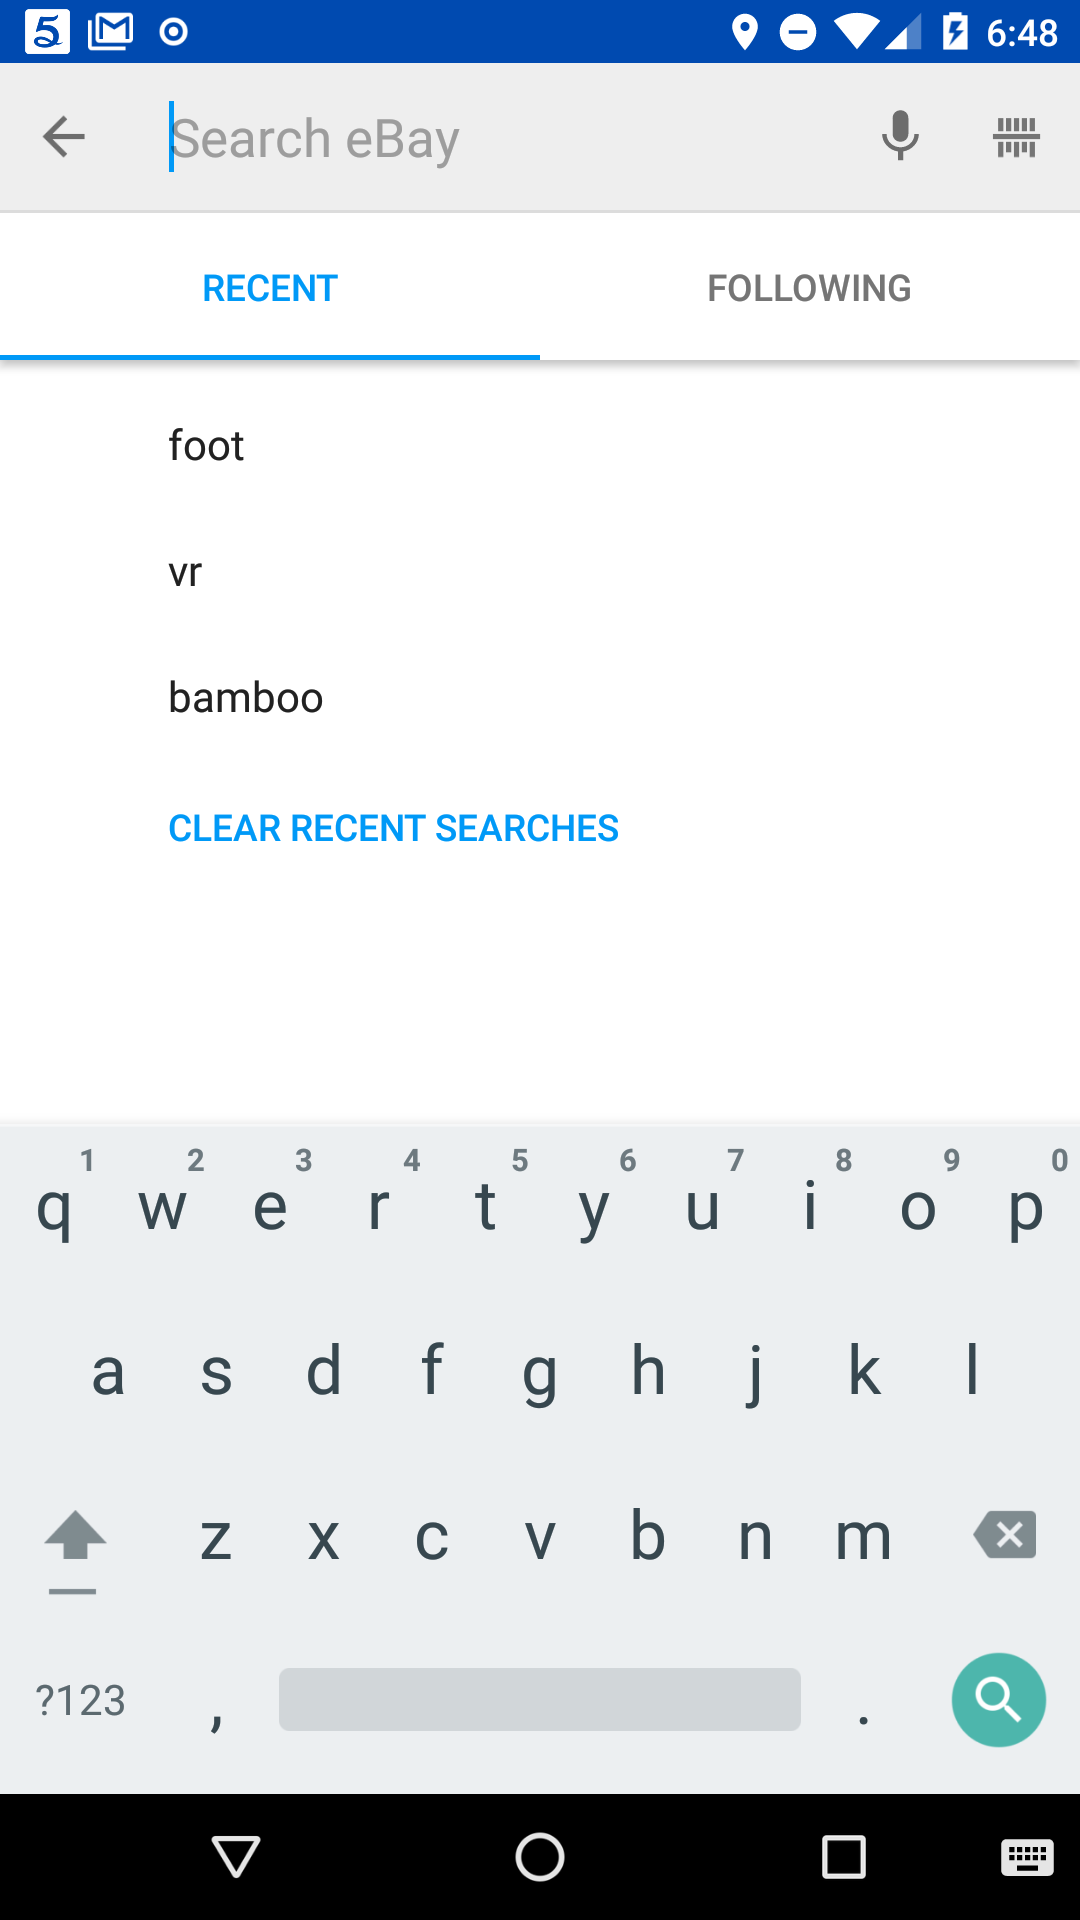 5 6:48
Search eBay
RECENT FOLLOWING
foot
vr
bamboo
CLEAR RECENT SEARCHES
1 2 3 4 5 6 7 8 9 0
q w e r t y u i o p
a s d f g h j k l
z x c v b n m
?123 , .